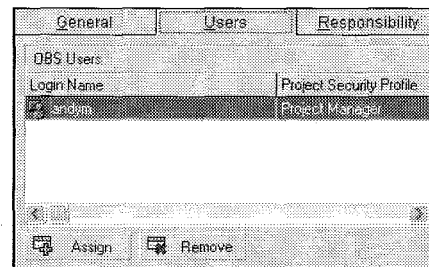 General Users Responsibility
OBS Users
Login Name Project Security Profile
andym Project Manager
Assign Remove